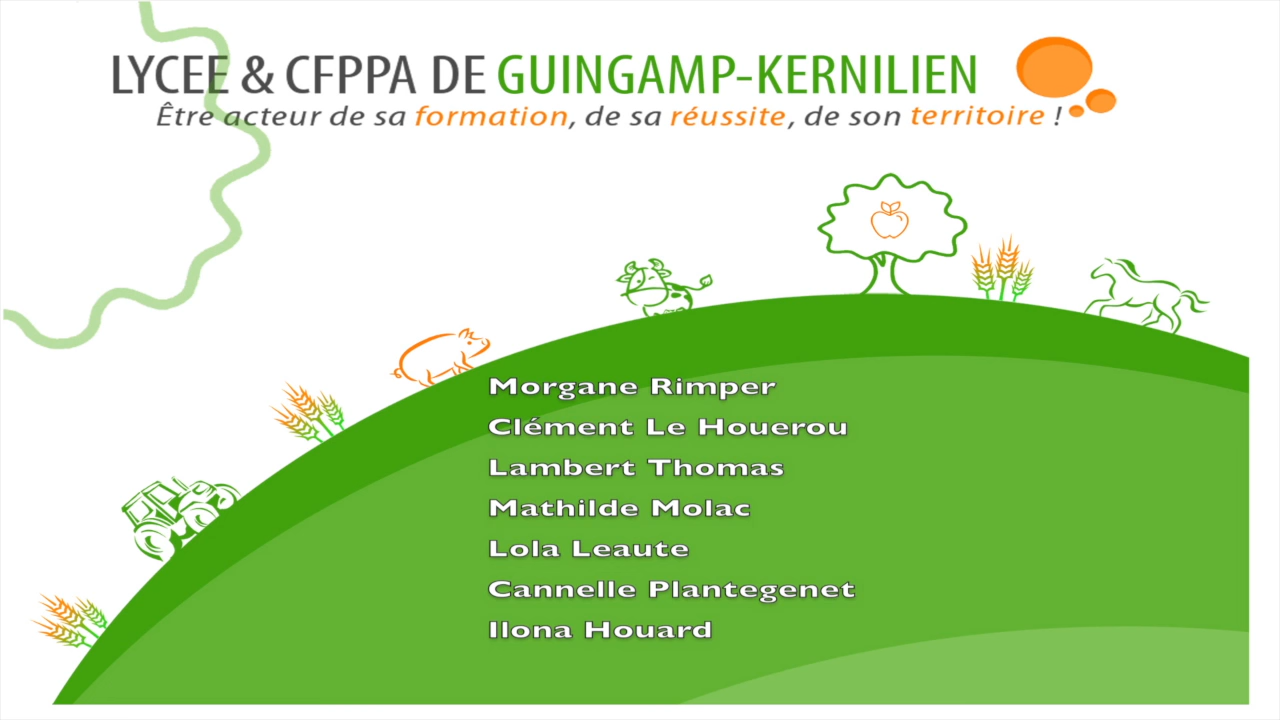 LYCEE & CFPPA DE GUINGAMP-KERNILIEN
Être acteur de sa formation, de sa réussite, de son territoire !
Morgane Rimper
Clément Le Houerou
Lambert Thomas
Mathilde Molac
Lola Leaute
Cannelle Plantegenet
Ilona Houard